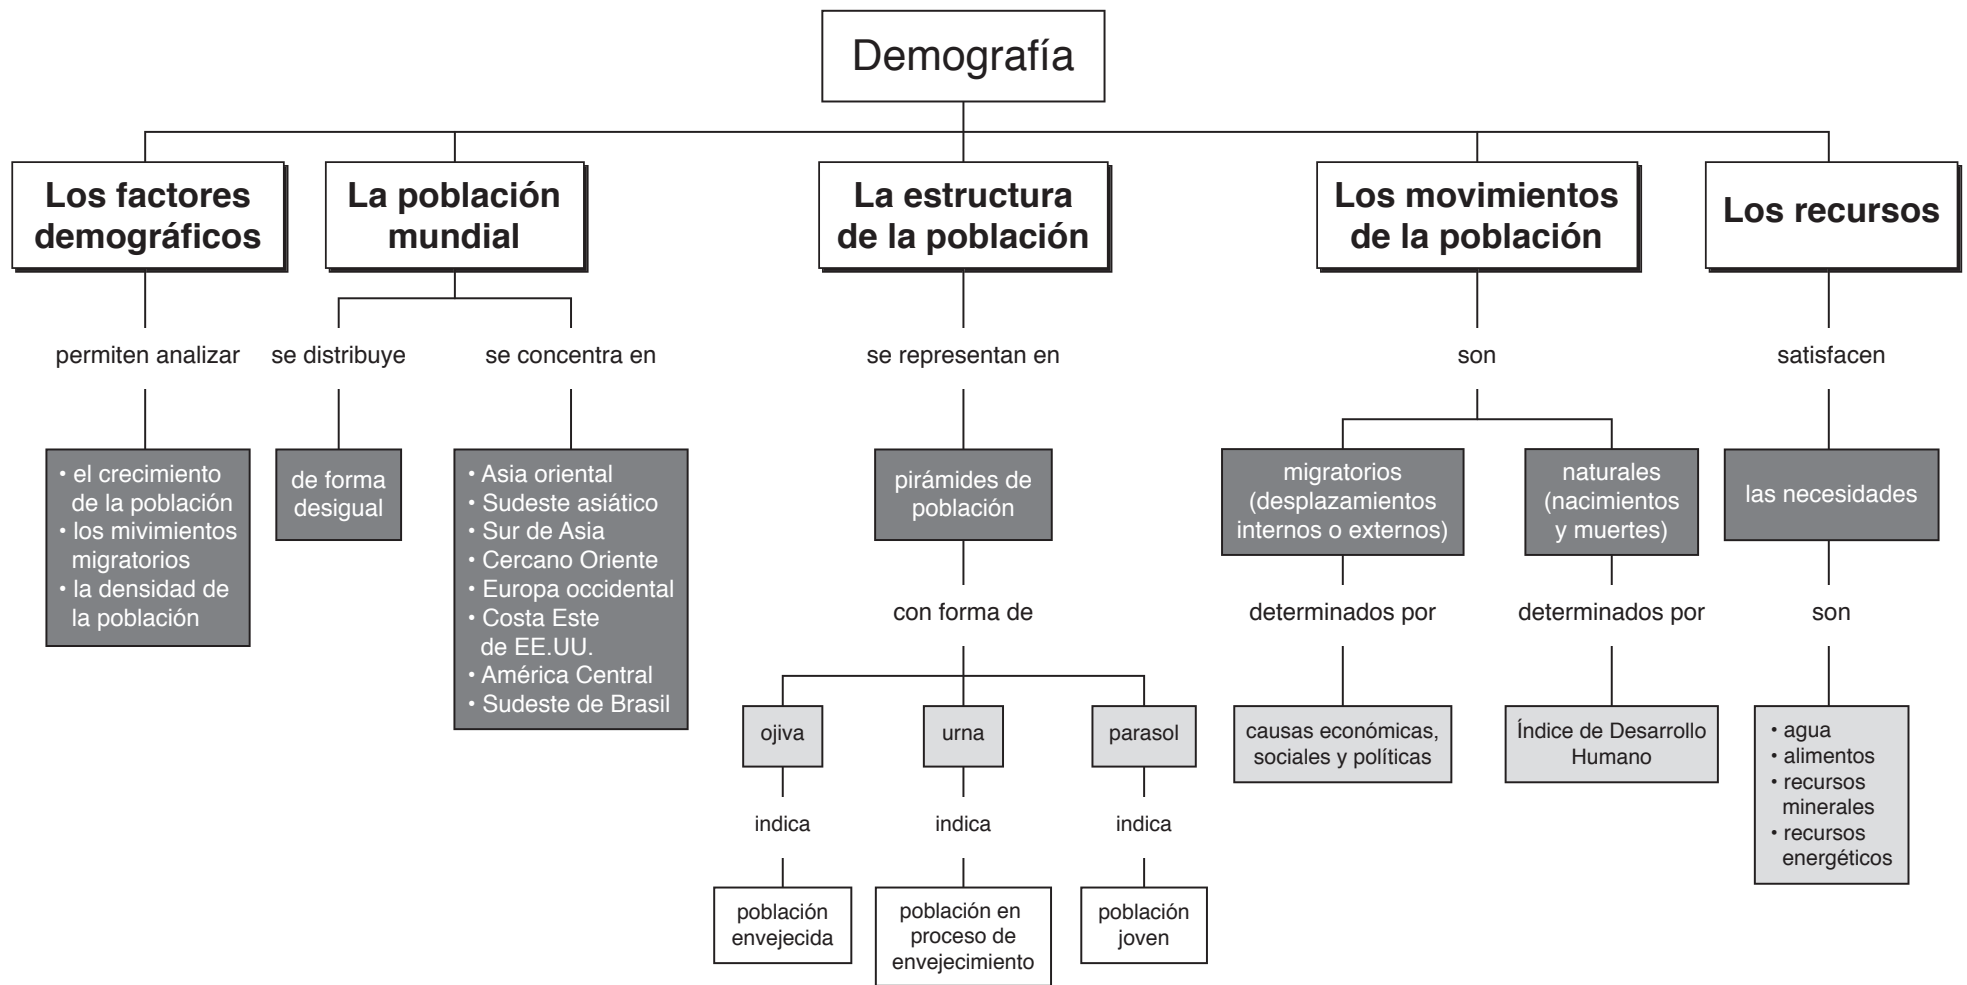 Demografía
Los factores
demográficos
permiten analizar
• el crecimiento
de la población
• los mivimientos
migratorios
• la densidad de
la población
La población
mundial
se distribuye
de forma
desigual
se concentra en
• Asia oriental
• Sudeste asiático
• Sur de Asia
• Cercano Oriente
• Europa occidental
• Costa Este
de EE.UU.
• América Central
• Sudeste de Brasil
La estructura
de la población
se representan en
pirámides de
población
con forma de
ojiva
indica
población
envejecida
urna
indica
población en
proceso de
envejecimiento
parasol
indica
población
joven
Los movimientos
de la población
son
migratorios
(desplazamientos
internos o externos)
determinados por
causas económicas,
sociales y políticas
naturales
(nacimientos
y muertes)
determinados por
Índice de Desarrollo
Humano
Los recursos
satisfacen
las necesidades
son
• agua
• alimentos
• recursos
minerales
• recursos
energéticos